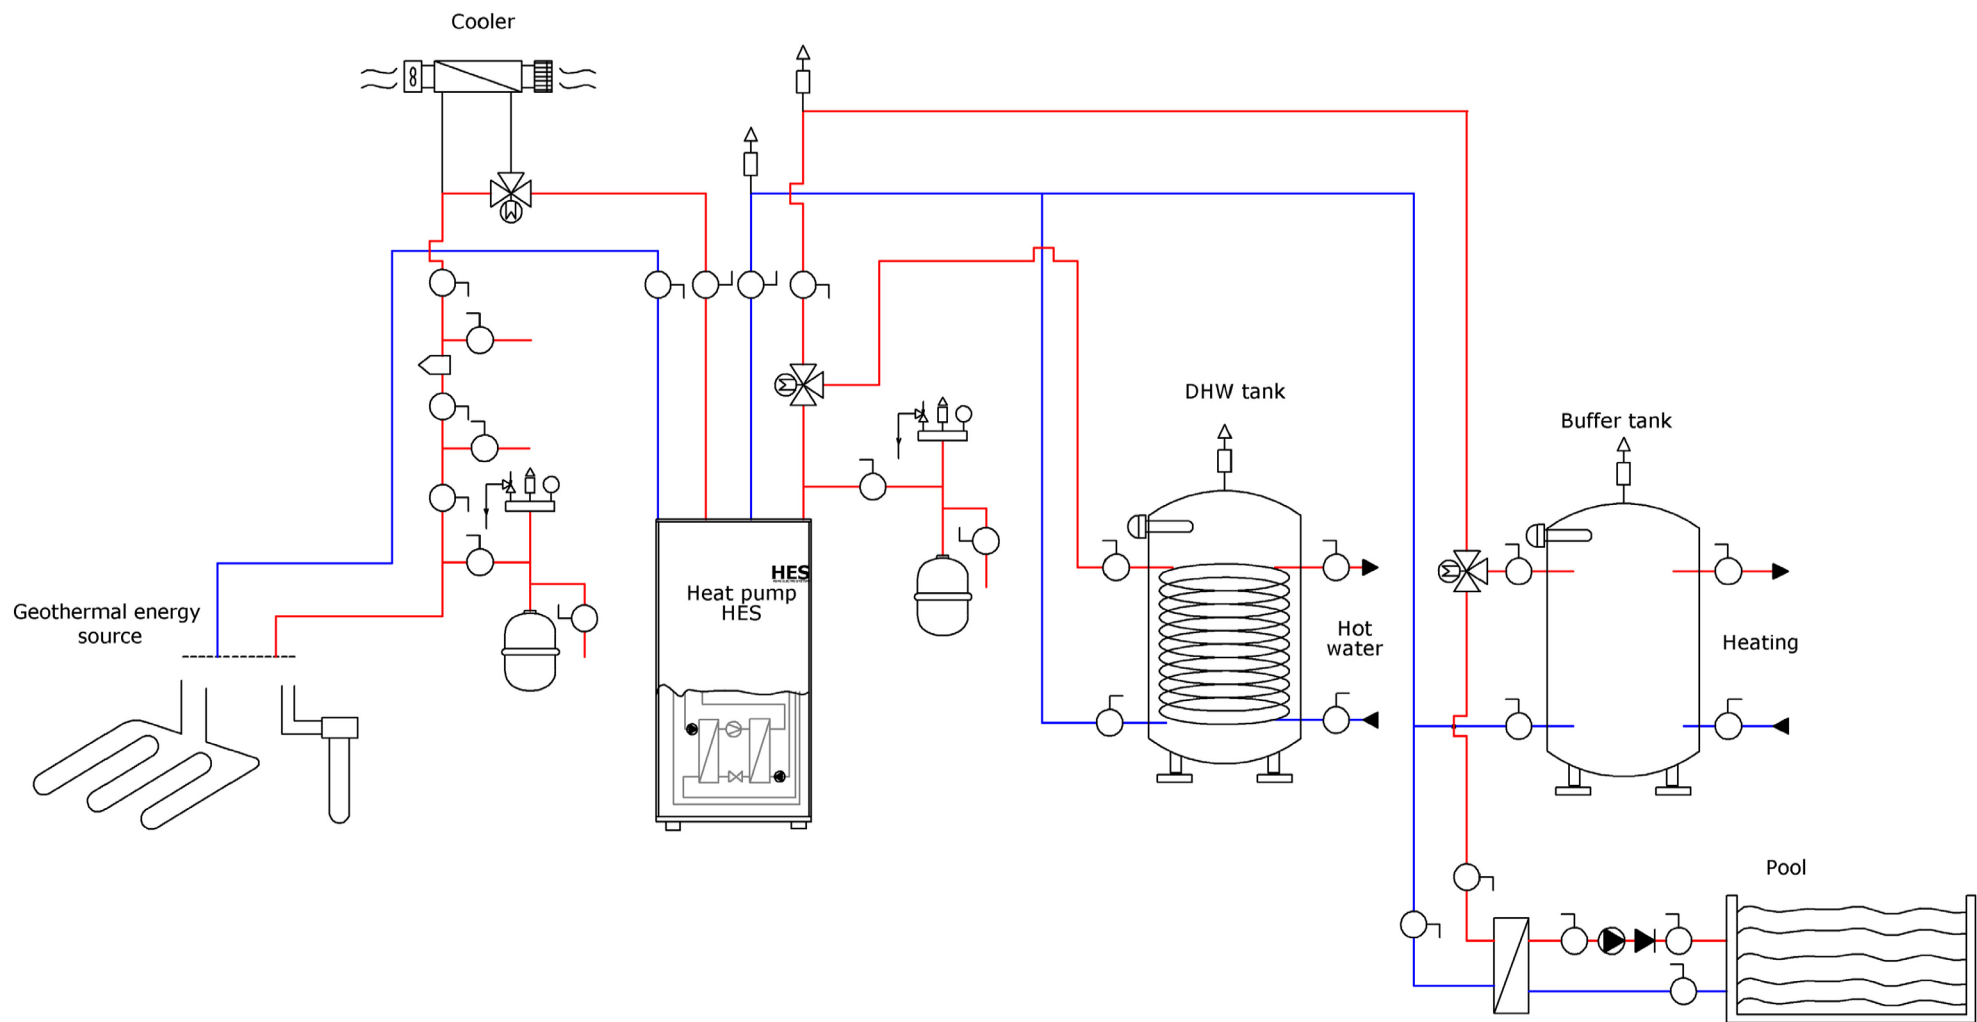 Cooler
DHW tank
Buffer tank
HES
Heat pump
HES
Geothermal energy
source
Hot
water
Heating
Pool